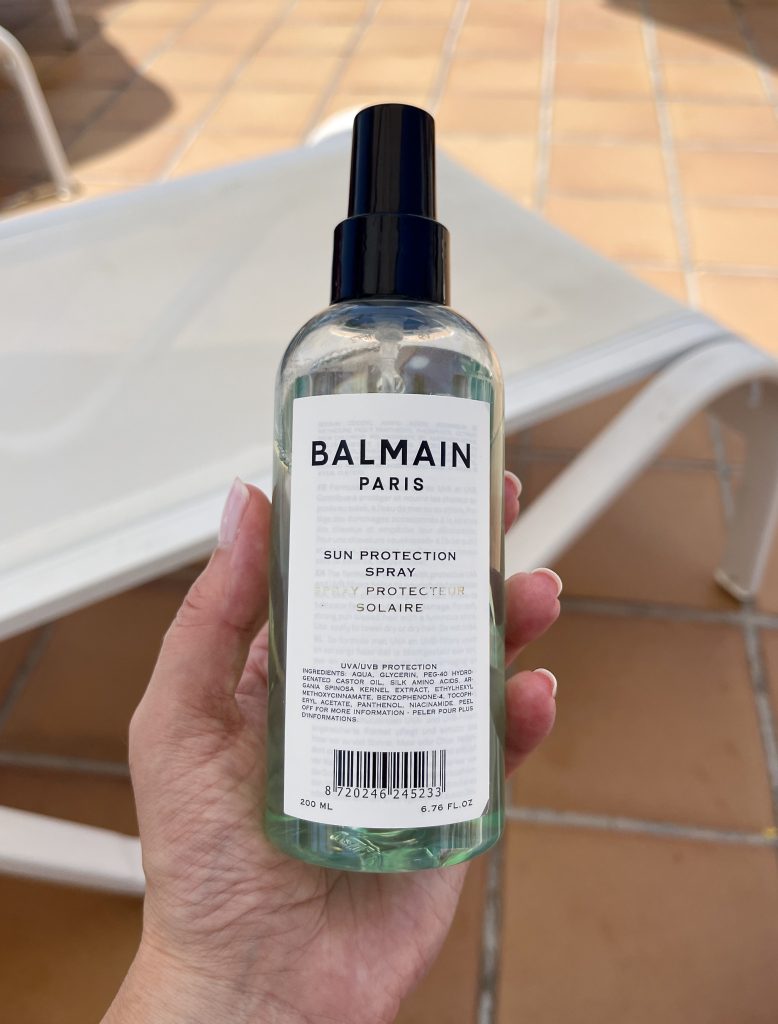 BALMAIN
PARIS
SUN PROTECTION
SPRAY
SPRAY PROTECTEUR
SOLAIRE
UVA/UVB PROTECTION
INGREDIENTS: AQUA, GLYCERIN, PEG-40 HYDRO-
GENATED CASTOR OIL, SILK AMINO ACIDS, AR-
GANIA SPINOSA KERNEL EXTRACT, ETHYLHEXYL
METHOXYCINNAMATE, BENZOPHENONE-4, TOCOPH-
ERYL ACETATE, PANTHENOL, NIACINAMIDE. PEEL
OFF FOR MORE INFORMATION - PELER POUR PLUS
D'INFORMATIONS.
8 720246 245233
200 ML 6.76 FL.OZ